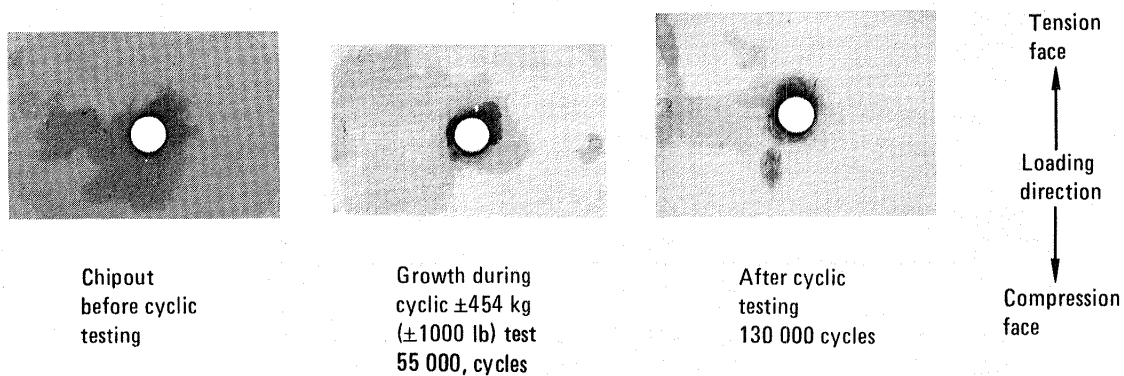 Chipout
before cyclic
testing
Growth during
cyclic ±454 kg
(±1000 lb) test
55 000, cycles
After cyclic
testing
130 000 cycles
Tension
face
Loading
direction
Compression
face